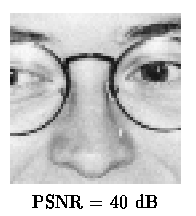 PSNR = 40 dB